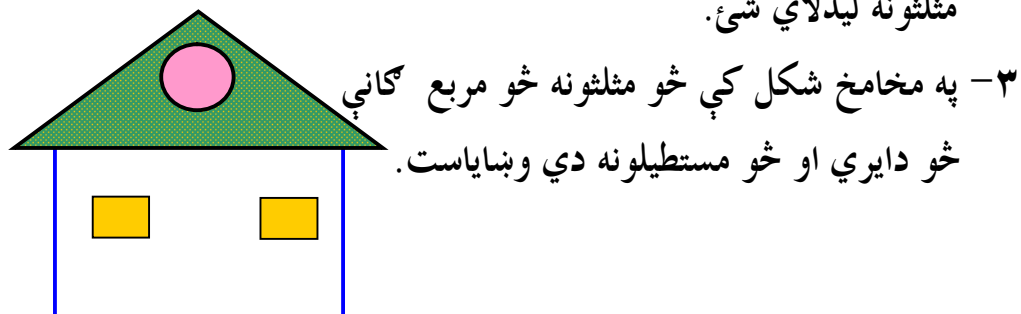 مثلثونه ليدلاي شئ.
۳– په مخامخ شکل کې څو مثلثونه څو مربع ګانې
څو دايرې او څو مستطيلونه دي وښاياست.